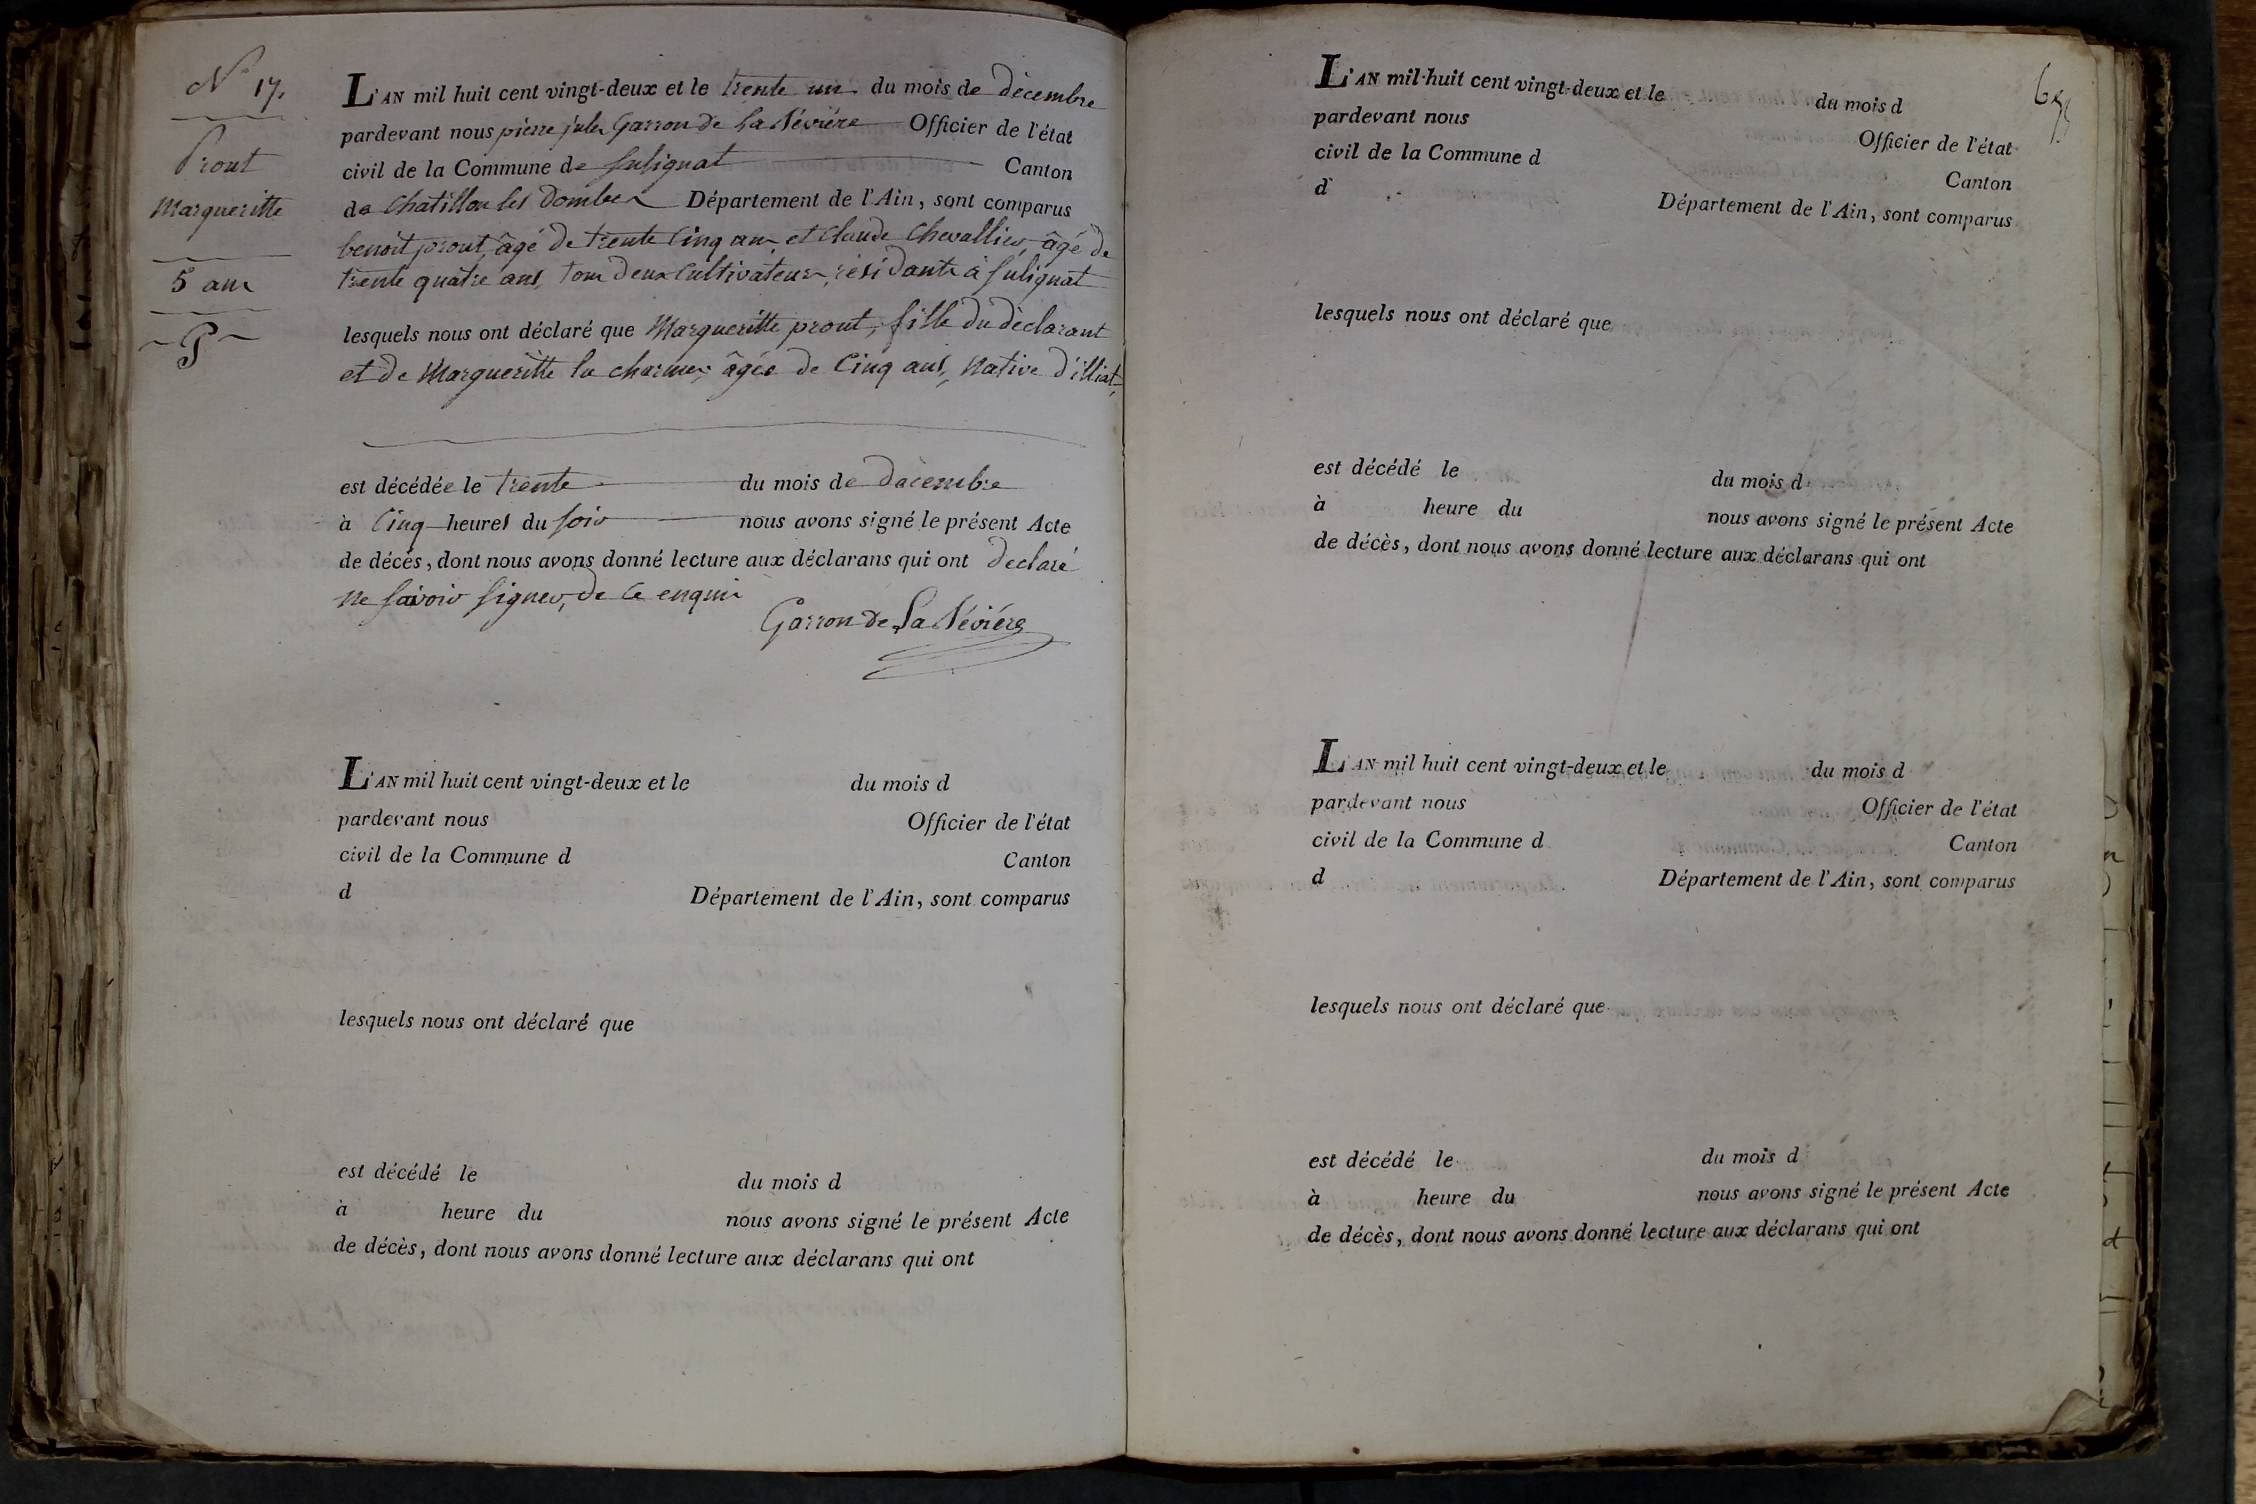 N° 17.
Prout
Margueritte
5 ans
P
L'AN mil huit cent vingt-deux et le trente un du mois de décembre
pardevant nous pierre jules Garron de la Bévière Officier de l'état
civil de la Commune de Sulignat Canton
de Chatillon les Dombes Département de l'Ain, sont comparus
benoit prout, âgé de trente Cinq ans et Claude Chevallier, âgé de
trente quatre ans, tous deux Cultivateurs, résidants à Sulignat
lesquels nous ont déclaré que Margueritte prout, fille du déclarant
et de Margueritte la charme, âgée de Cinq ans, Native d'illiat,
est décédée le trente du mois de décembre
à Cinq heures du soir nous avons signé le présent Acte
de décés, dont nous avons donné lecture aux déclarans qui ont déclaré
ne savoir signer, de ce enquis
Garron de La Bévière
L'AN mil huit cent vingt-deux et le du mois d
pardevant nous Officier de l'état
civil de la Commune d Canton
d Département de l'Ain, sont comparus
lesquels nous ont déclaré que
est décédé le du mois d
à heure du nous avons signé le présent Acte
de décès, dont nous avons donné lecture aux déclarans qui ont
L'AN mil huit cent vingt-deux et le du mois d
pardevant nous Officier de l'état
civil de la Commune d Canton
d Département de l'Ain, sont comparus
lesquels nous ont déclaré que
est décédé le du mois d
à heure du nous avons signé le présent Acte
de décès, dont nous avons donné lecture aux déclarans qui ont
L'AN mil huit cent vingt-deux et le du mois d
pardevant nous Officier de l'état
civil de la Commune d Canton
d Département de l'Ain, sont comparus
lesquels nous ont déclaré que
est décédé le du mois d
à heure du nous avons signé le présent Acte
de décès, dont nous avons donné lecture aux déclarans qui ont